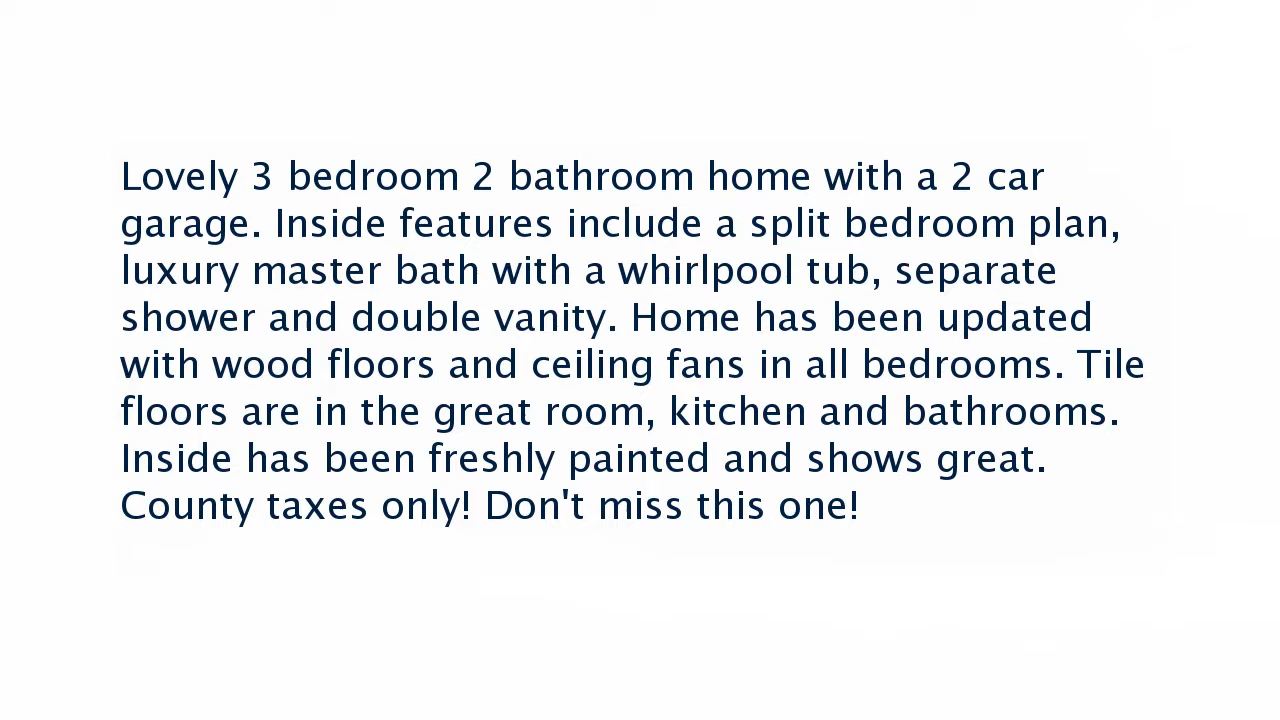 Lovely 3 bedroom 2 bathroom home with a 2 car
garage. Inside features include a split bedroom plan,
luxury master bath with a whirlpool tub, separate
shower and double vanity. Home has been updated
with wood floors and ceiling fans in all bedrooms. Tile
floors are in the great room, kitchen and bathrooms.
Inside has been freshly painted and shows great.
County taxes only! Don't miss this one!